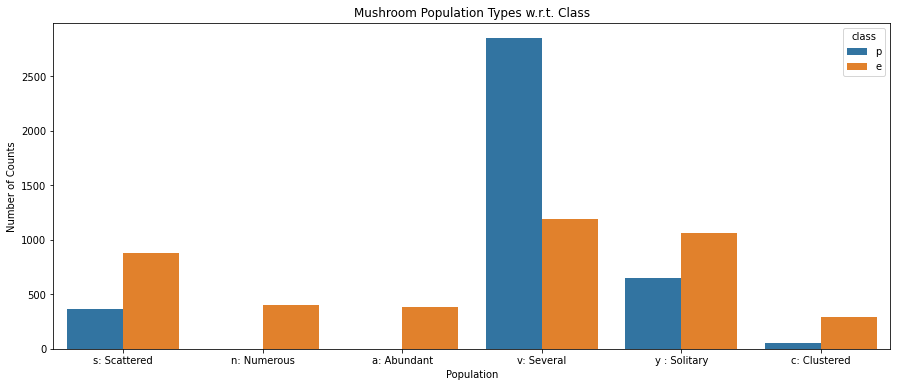 Mushroom Population Types w.r.t. Class
class
p
e
Number of Counts
2500
2000
1500
1000
500
0
s: Scattered
n: Numerous
a: Abundant
v: Several
y : Solitary
c: Clustered
Population